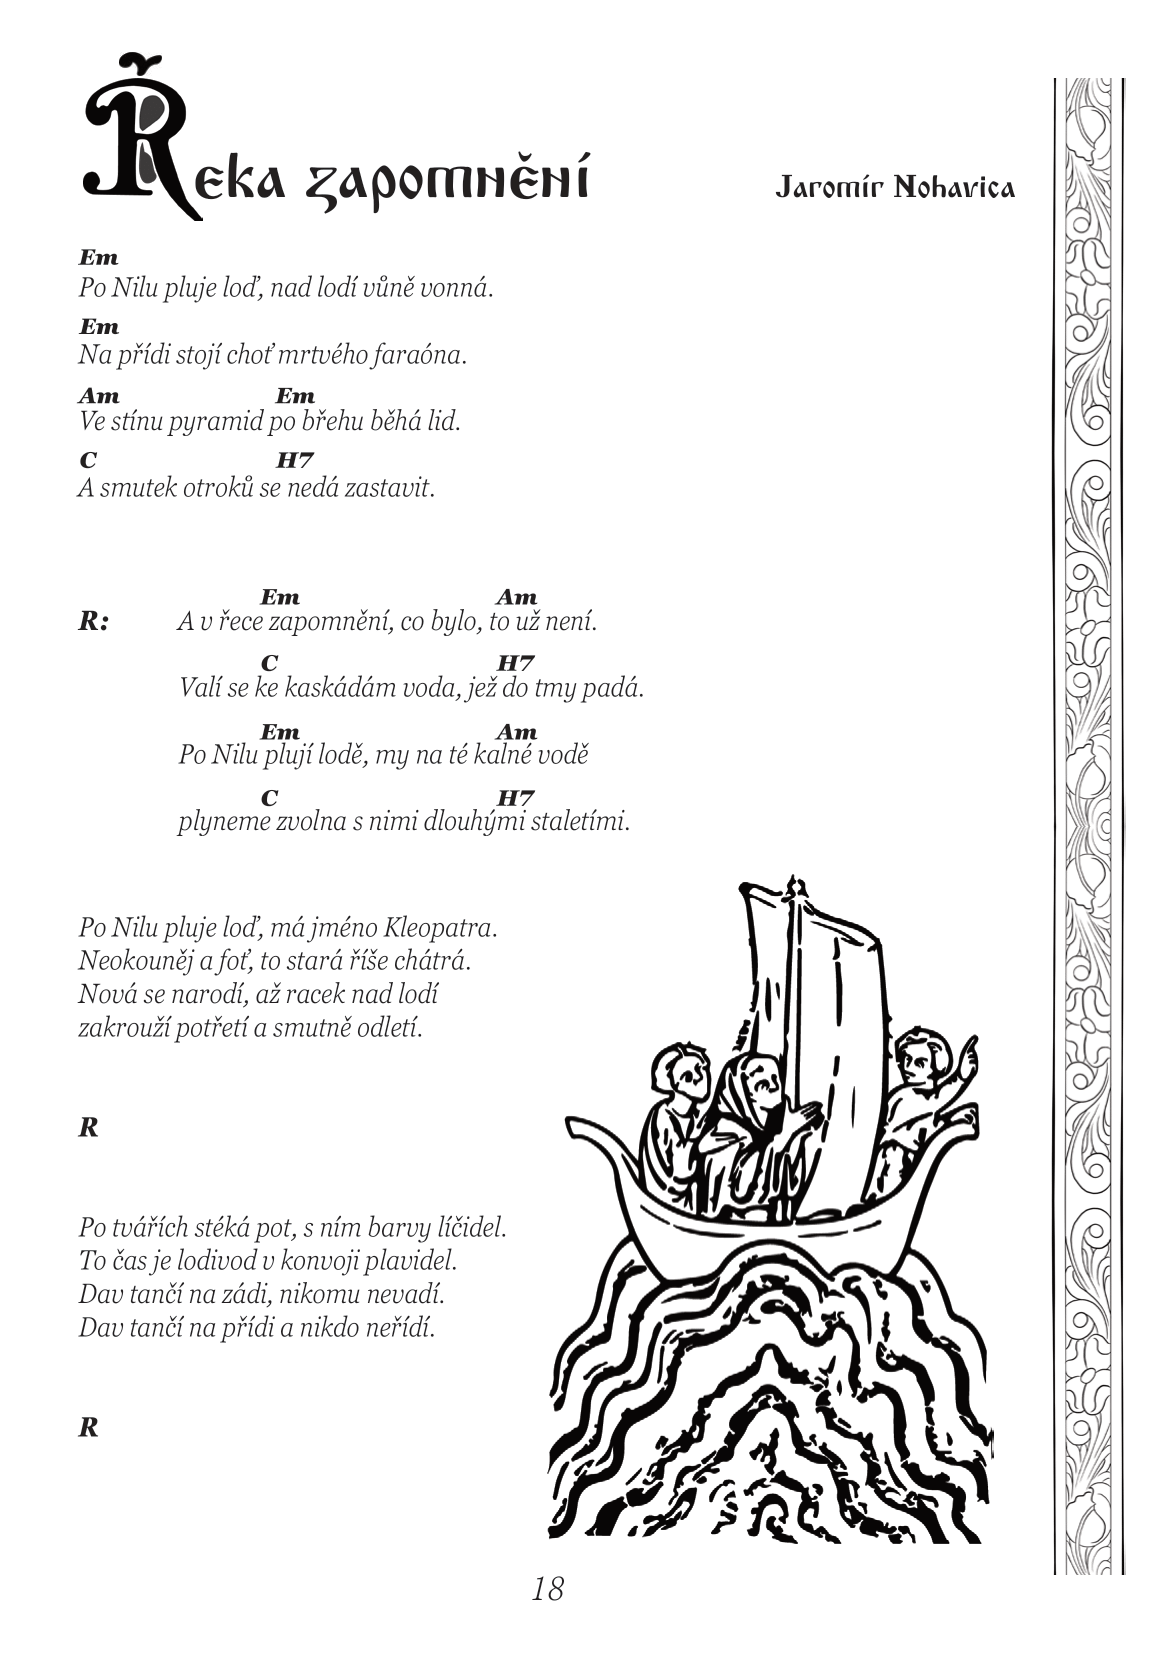 Řeka zapomnění
Jaromír Nohavica
Em
Po Nilu pluje loď, nad lodí vůně vonná.
Em
Na přídi stojí choť mrtvého faraóna.
Am Em
Ve stínu pyramid po břehu běhá lid.
C H7
A smutek otroků se nedá zastavit.
Em Am
R: A v řece zapomnění, co bylo, to už není.
C H7
Valí se ke kaskádám voda, jež do tmy padá.
Em Am
Po Nilu plují lodě, my na té kalné vodě
C H7
plyneme zvolna s nimi dlouhými staletími.
Po Nilu pluje loď, má jméno Kleopatra.
Neokouněj a foť, to stará říše chátrá.
Nová se narodí, až racek nad lodí
zakrouží potřetí a smutně odletí.
R
Po tvářích stéká pot, s ním barvy líčidel.
To čas je lodivod v konvoji plavidel.
Dav tančí na zádi, nikomu nevadí.
Dav tančí na přídi a nikdo neřídí.
R
18